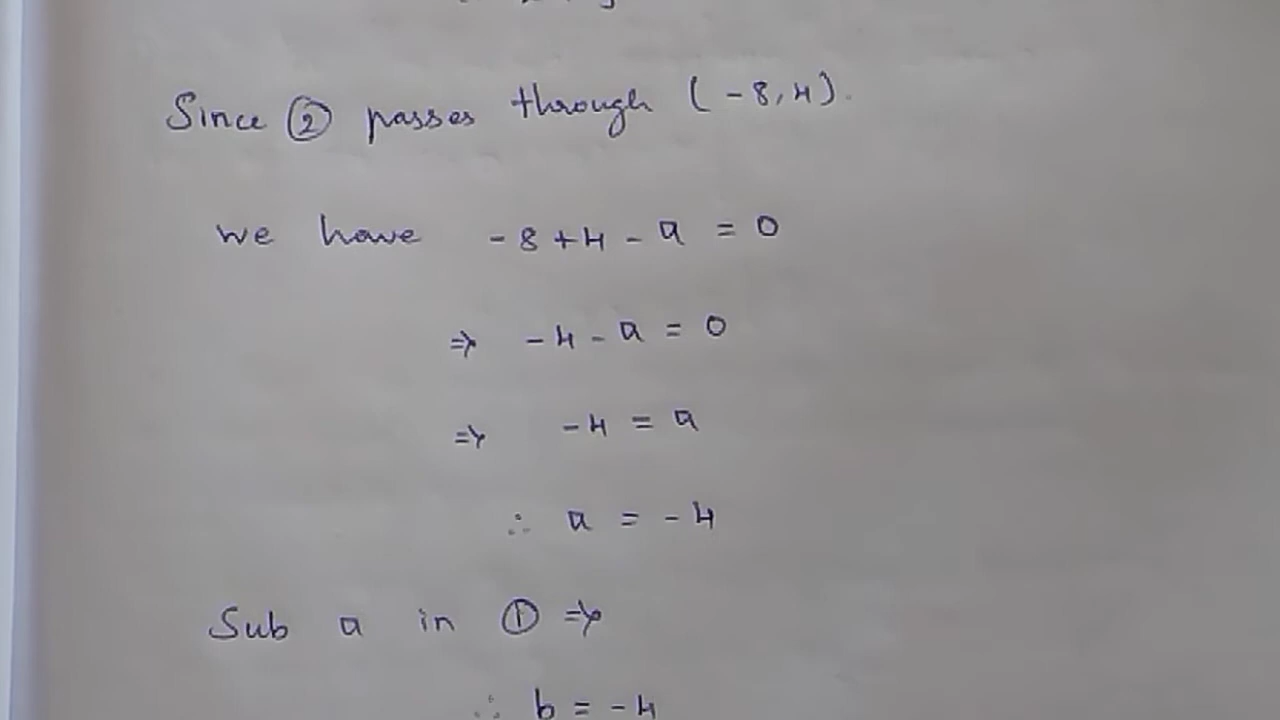 Since ② passes through (-8,4).
we have -8+4-a = 0
⇒ -4-a = 0
⇒ -4 = a
∴ a = -4
Sub a in ① ⇒
∴ b = -4